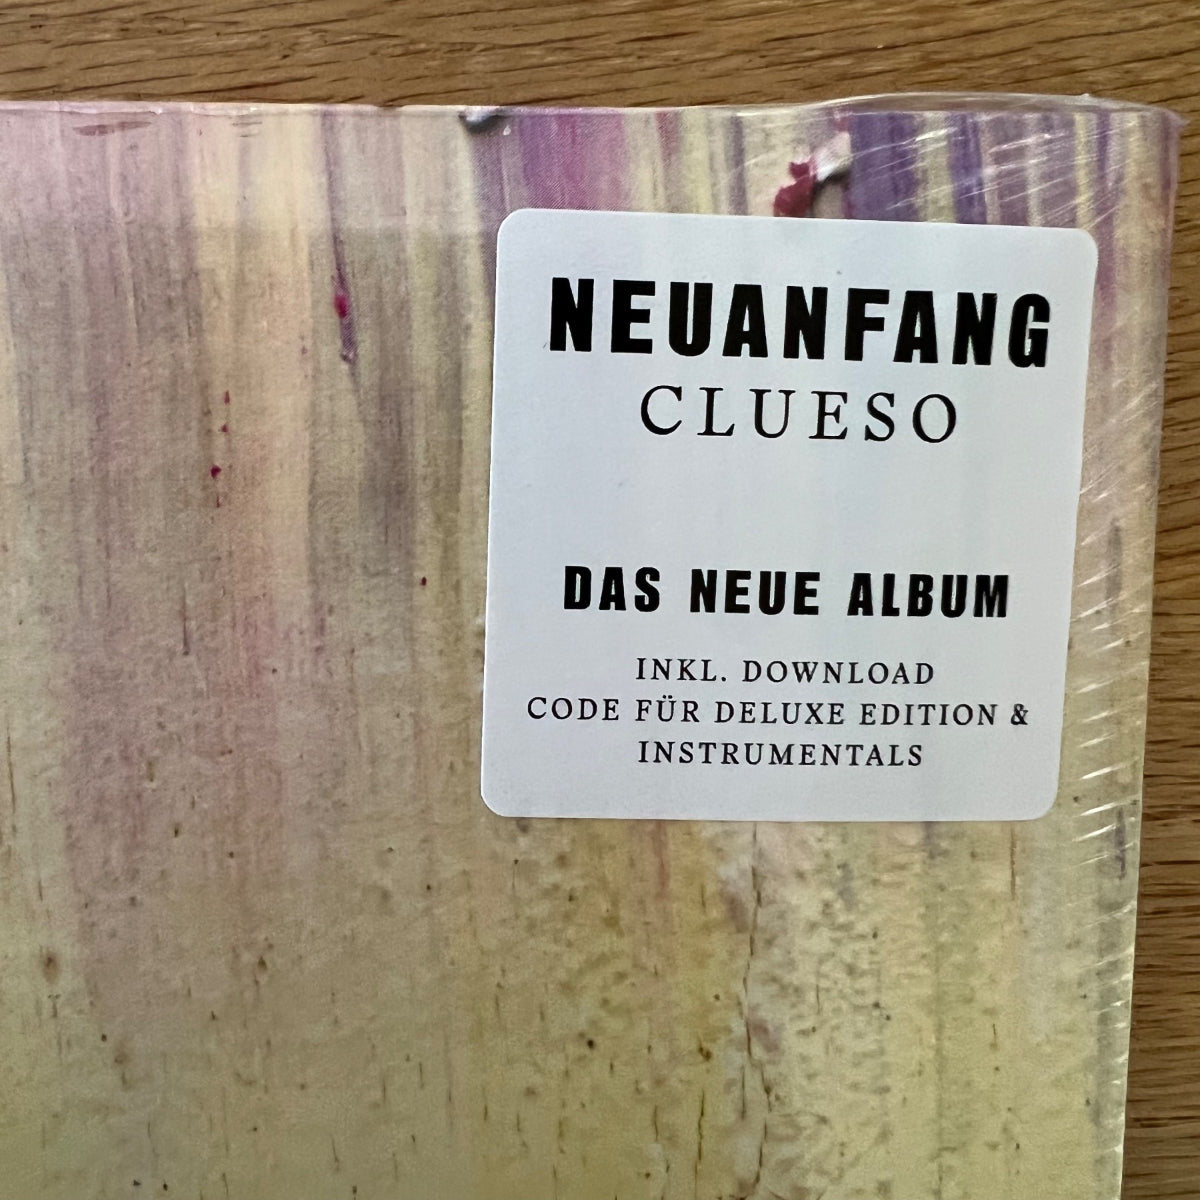 NEUANFANG
CLUESO
DAS NEUE ALBUM
INKL. DOWNLOAD
CODE FÜR DELUXE EDITION &
INSTRUMENTALS